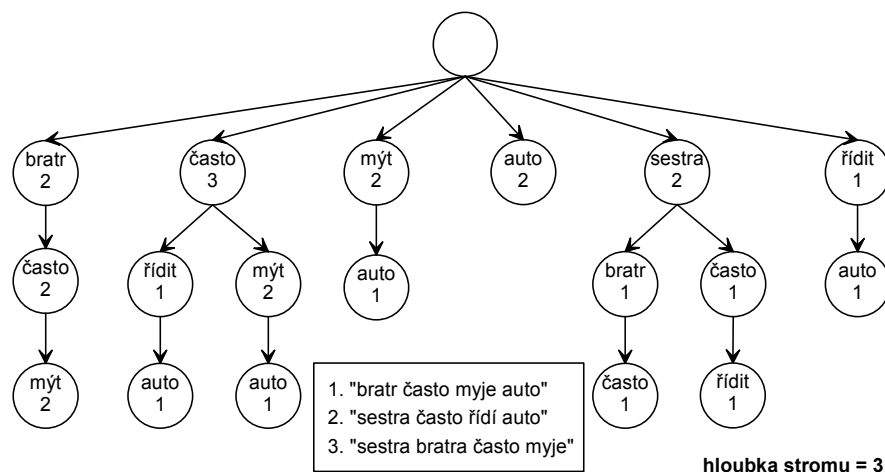 bratr
2
často
3
mýt
2
auto
2
sestra
2
řídit
1
často
2
řídit
1
mýt
2
auto
1
bratr
1
často
1
auto
1
mýt
2
auto
1
auto
1
často
1
řídit
1
1. "bratr často myje auto"
2. "sestra často řídí auto"
3. "sestra bratra často myje"
hloubka stromu = 3